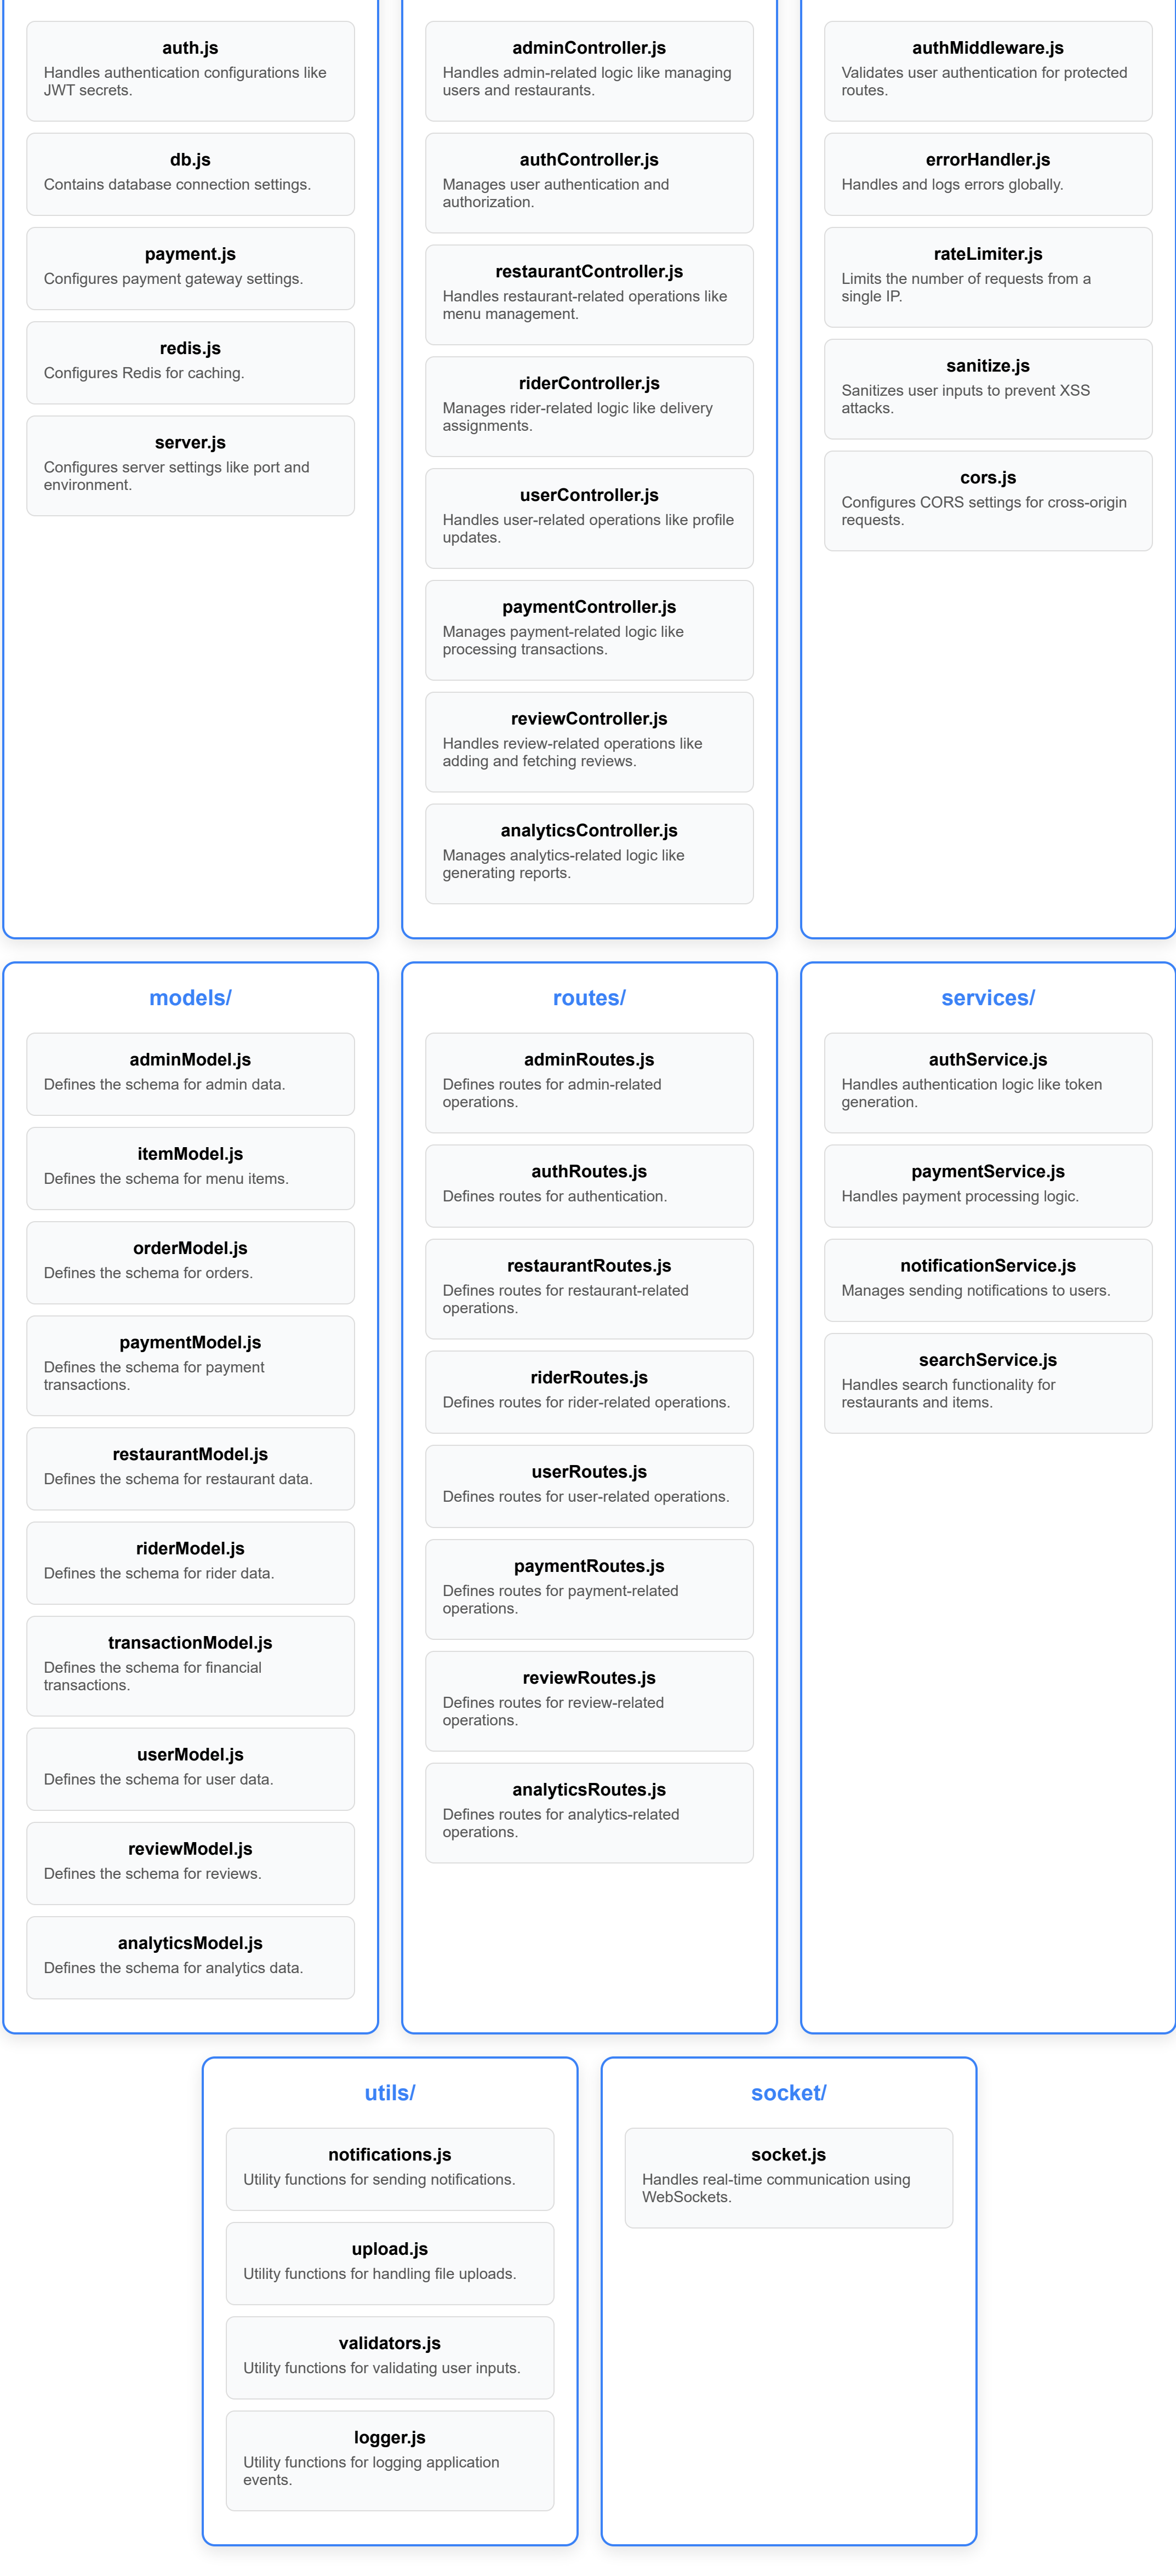 auth.js
Handles authentication configurations like
JWT secrets.
db.js
Contains database connection settings.
payment.js
Configures payment gateway settings.
redis.js
Configures Redis for caching.
server.js
Configures server settings like port and
environment.
adminController.js
Handles admin-related logic like managing
users and restaurants.
authController.js
Manages user authentication and
authorization.
restaurantController.js
Handles restaurant-related operations like
menu management.
riderController.js
Manages rider-related logic like delivery
assignments.
userController.js
Handles user-related operations like profile
updates.
paymentController.js
Manages payment-related logic like
processing transactions.
reviewController.js
Handles review-related operations like
adding and fetching reviews.
analyticsController.js
Manages analytics-related logic like
generating reports.
authMiddleware.js
Validates user authentication for protected
routes.
errorHandler.js
Handles and logs errors globally.
rateLimiter.js
Limits the number of requests from a
single IP.
sanitize.js
Sanitizes user inputs to prevent XSS
attacks.
cors.js
Configures CORS settings for cross-origin
requests.
models/
adminModel.js
Defines the schema for admin data.
itemModel.js
Defines the schema for menu items.
orderModel.js
Defines the schema for orders.
paymentModel.js
Defines the schema for payment
transactions.
restaurantModel.js
Defines the schema for restaurant data.
riderModel.js
Defines the schema for rider data.
transactionModel.js
Defines the schema for financial
transactions.
userModel.js
Defines the schema for user data.
reviewModel.js
Defines the schema for reviews.
analyticsModel.js
Defines the schema for analytics data.
routes/
adminRoutes.js
Defines routes for admin-related
operations.
authRoutes.js
Defines routes for authentication.
restaurantRoutes.js
Defines routes for restaurant-related
operations.
riderRoutes.js
Defines routes for rider-related operations.
userRoutes.js
Defines routes for user-related operations.
paymentRoutes.js
Defines routes for payment-related
operations.
reviewRoutes.js
Defines routes for review-related
operations.
analyticsRoutes.js
Defines routes for analytics-related
operations.
services/
authService.js
Handles authentication logic like token
generation.
paymentService.js
Handles payment processing logic.
notificationService.js
Manages sending notifications to users.
searchService.js
Handles search functionality for
restaurants and items.
utils/
notifications.js
Utility functions for sending notifications.
upload.js
Utility functions for handling file uploads.
validators.js
Utility functions for validating user inputs.
logger.js
Utility functions for logging application
events.
socket/
socket.js
Handles real-time communication using
WebSockets.